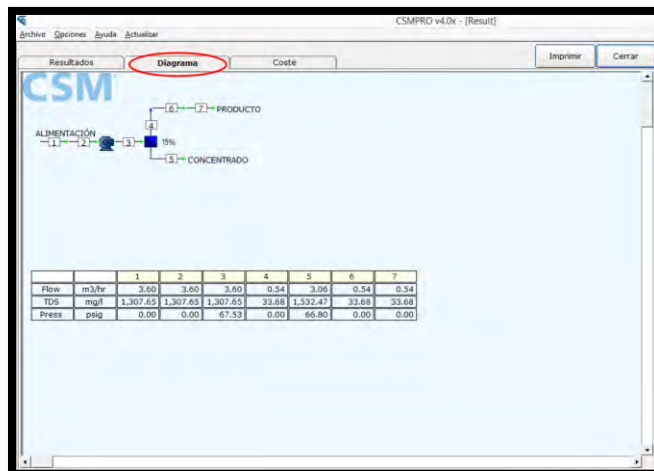 CSMPRO v4.0x - [Result]
Archivo Opciones Ayuda Actualizar
Resultados Diagrama Coste Imprimir Cerrar
CSM
6 7 PRODUCTO
4
ALIMENTACIÓN
1 2 3 15%
5 CONCENTRADO
1 2 3 4 5 6 7
Flow m3/hr 3.60 3.60 3.60 0.54 3.06 0.54 0.54
TDS mg/l 1,307.65 1,307.65 1,307.65 33.68 1,532.47 33.68 33.68
Press psig 0.00 0.00 67.53 0.00 66.80 0.00 0.00